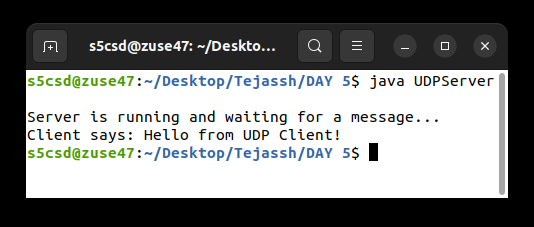 s5csd@zuse47: ~/Deskto...
s5csd@zuse47:~/Desktop/Tejassh/DAY 5$ java UDPServer
Server is running and waiting for a message...
Client says: Hello from UDP Client!
s5csd@zuse47:~/Desktop/Tejassh/DAY 5$